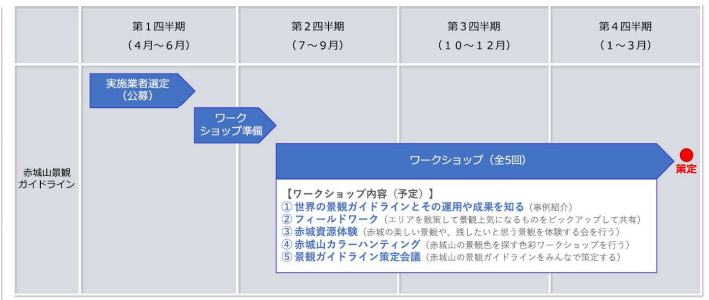 第1四半期
(4月～6月)
第2四半期
(7～9月)
第3四半期
(10～12月)
第4四半期
(1～3月)
赤城山景観
ガイドライン
実施業者選定
(公募)
ワーク
ショップ準備
ワークショップ(全5回)
策定
【ワークショップ内容(予定)】
① 世界の景観ガイドラインとその運用や成果を知る(事例紹介)
② フィールドワーク(エリアを散策して景観上気になるものをピックアップして共有)
③ 赤城資源体験(赤城の美しい景観や、残したいと思う景観を体験する会を行う)
④ 赤城山カラーハンティング(赤城山の景観色を探す色彩ワークショップを行う)
⑤ 景観ガイドライン策定会議(赤城山の景観ガイドラインをみんなで策定する)